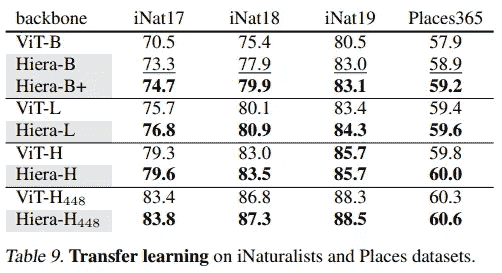 backbone iNat17 iNat18 iNat19 Places365
ViT-B 70.5 75.4 80.5 57.9
Hiera-B 73.3 77.9 83.0 58.9
Hiera-B+ 74.7 79.9 83.1 59.2
ViT-L 75.7 80.1 83.4 59.4
Hiera-L 76.8 80.9 84.3 59.6
ViT-H 79.3 83.0 85.7 59.8
Hiera-H 79.6 83.5 85.7 60.0
ViT-H448 83.4 86.8 88.3 60.3
Hiera-H448 83.8 87.3 88.5 60.6
Table 9. Transfer learning on iNaturalists and Places datasets.